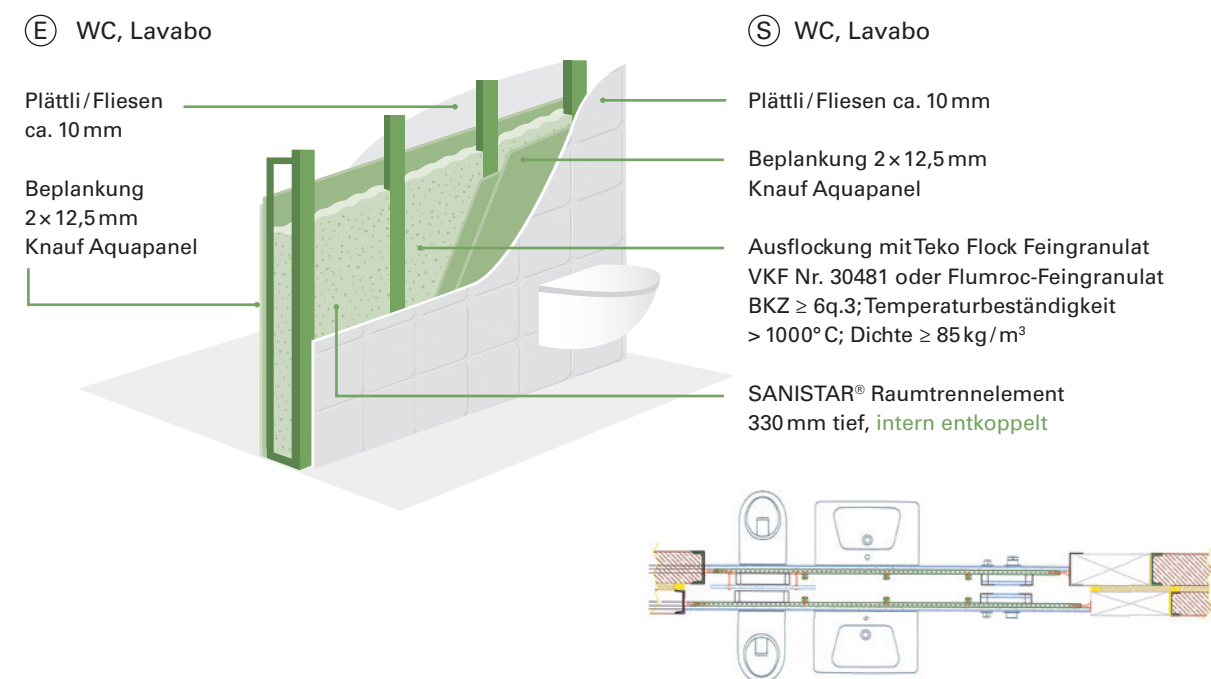 E WC, Lavabo
Plättli/Fliesen
ca. 10 mm
Beplankung
2 × 12,5 mm
Knauf Aquapanel
S WC, Lavabo
Plättli/Fliesen ca. 10 mm
Beplankung 2 × 12,5 mm
Knauf Aquapanel
Ausflockung mit Teko Flock Feingranulat
VKF Nr. 30481 oder Flumroc-Feingranulat
BKZ ≥ 6q.3; Temperaturbeständigkeit
> 1000° C; Dichte ≥ 85 kg/m³
SANISTAR® Raumtrennelement
330 mm tief, intern entkoppelt